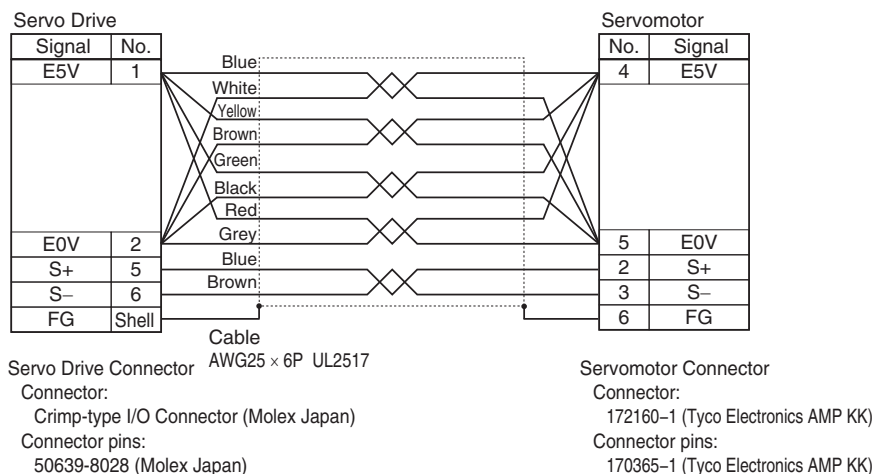 Servo Drive
Servomotor
Signal No.
No. Signal
E5V 1
4 E5V
Blue
White
Yellow
Brown
Green
Black
Red
Grey
E0V 2
5 E0V
Blue
S+ 5
2 S+
Brown
S− 6
3 S−
FG Shell
6 FG
Cable
AWG25 × 6P UL2517
Servo Drive Connector
Connector:
Crimp-type I/O Connector (Molex Japan)
Connector pins:
50639-8028 (Molex Japan)
Servomotor Connector
Connector:
172160−1 (Tyco Electronics AMP KK)
Connector pins:
170365−1 (Tyco Electronics AMP KK)